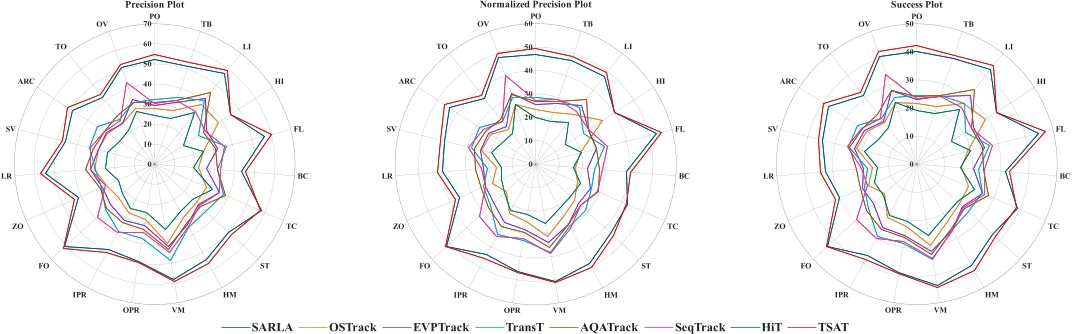 Precision Plot
PO
TB
LI
HI
FL
BC
TC
ST
HM
VM
OPR
IPR
FO
ZO
LR
SV
ARC
TO
OV
70
60
50
40
30
20
10
0
Normalized Precision Plot
PO
TB
LI
HI
FL
BC
TC
ST
HM
VM
OPR
IPR
FO
ZO
LR
SV
ARC
TO
OV
60
50
40
30
20
10
0
Success Plot
PO
TB
LI
HI
FL
BC
TC
ST
HM
VM
OPR
IPR
FO
ZO
LR
SV
ARC
TO
OV
50
40
30
20
10
0
SARLA OSTrack EVPTrack TransT AQATrack SeqTrack HiT TSAT